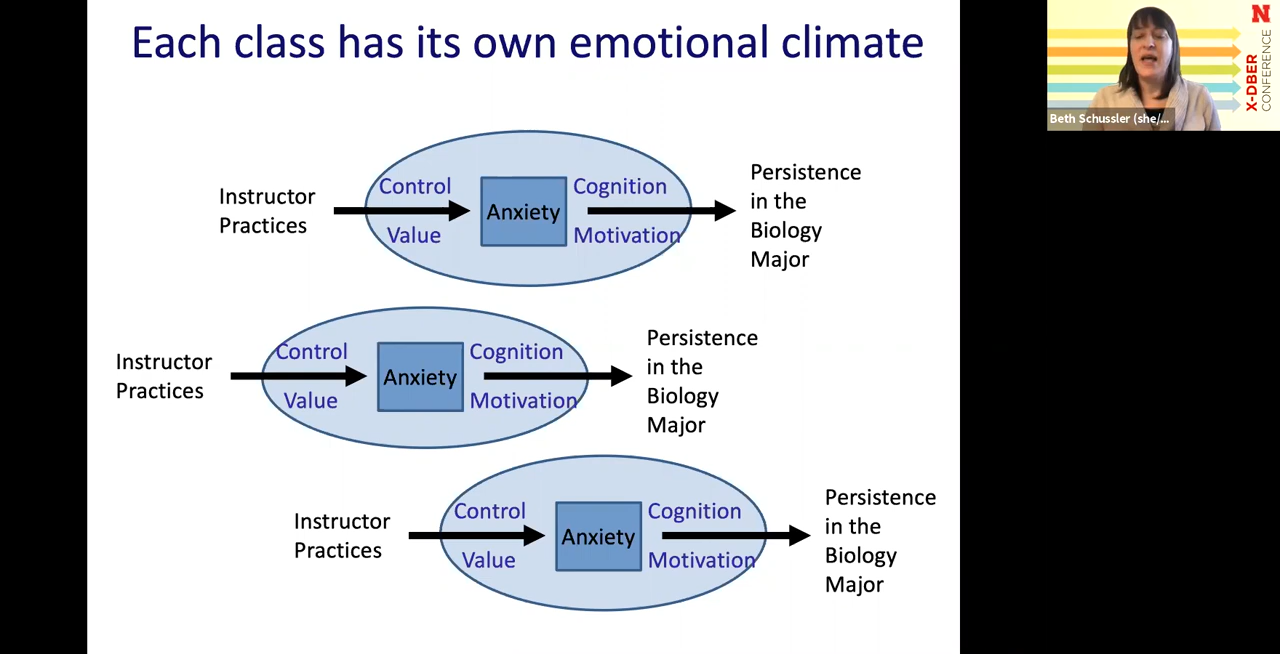 Each class has its own emotional climate
Instructor
Practices
Control
Value
Anxiety
Cognition
Motivation
Persistence
in the
Biology
Major
Instructor
Practices
Control
Value
Anxiety
Cognition
Motivation
Persistence
in the
Biology
Major
Instructor
Practices
Control
Value
Anxiety
Cognition
Motivation
Persistence
in the
Biology
Major
N
X-DBER
CONFERENCE
Beth Schussler (she/...